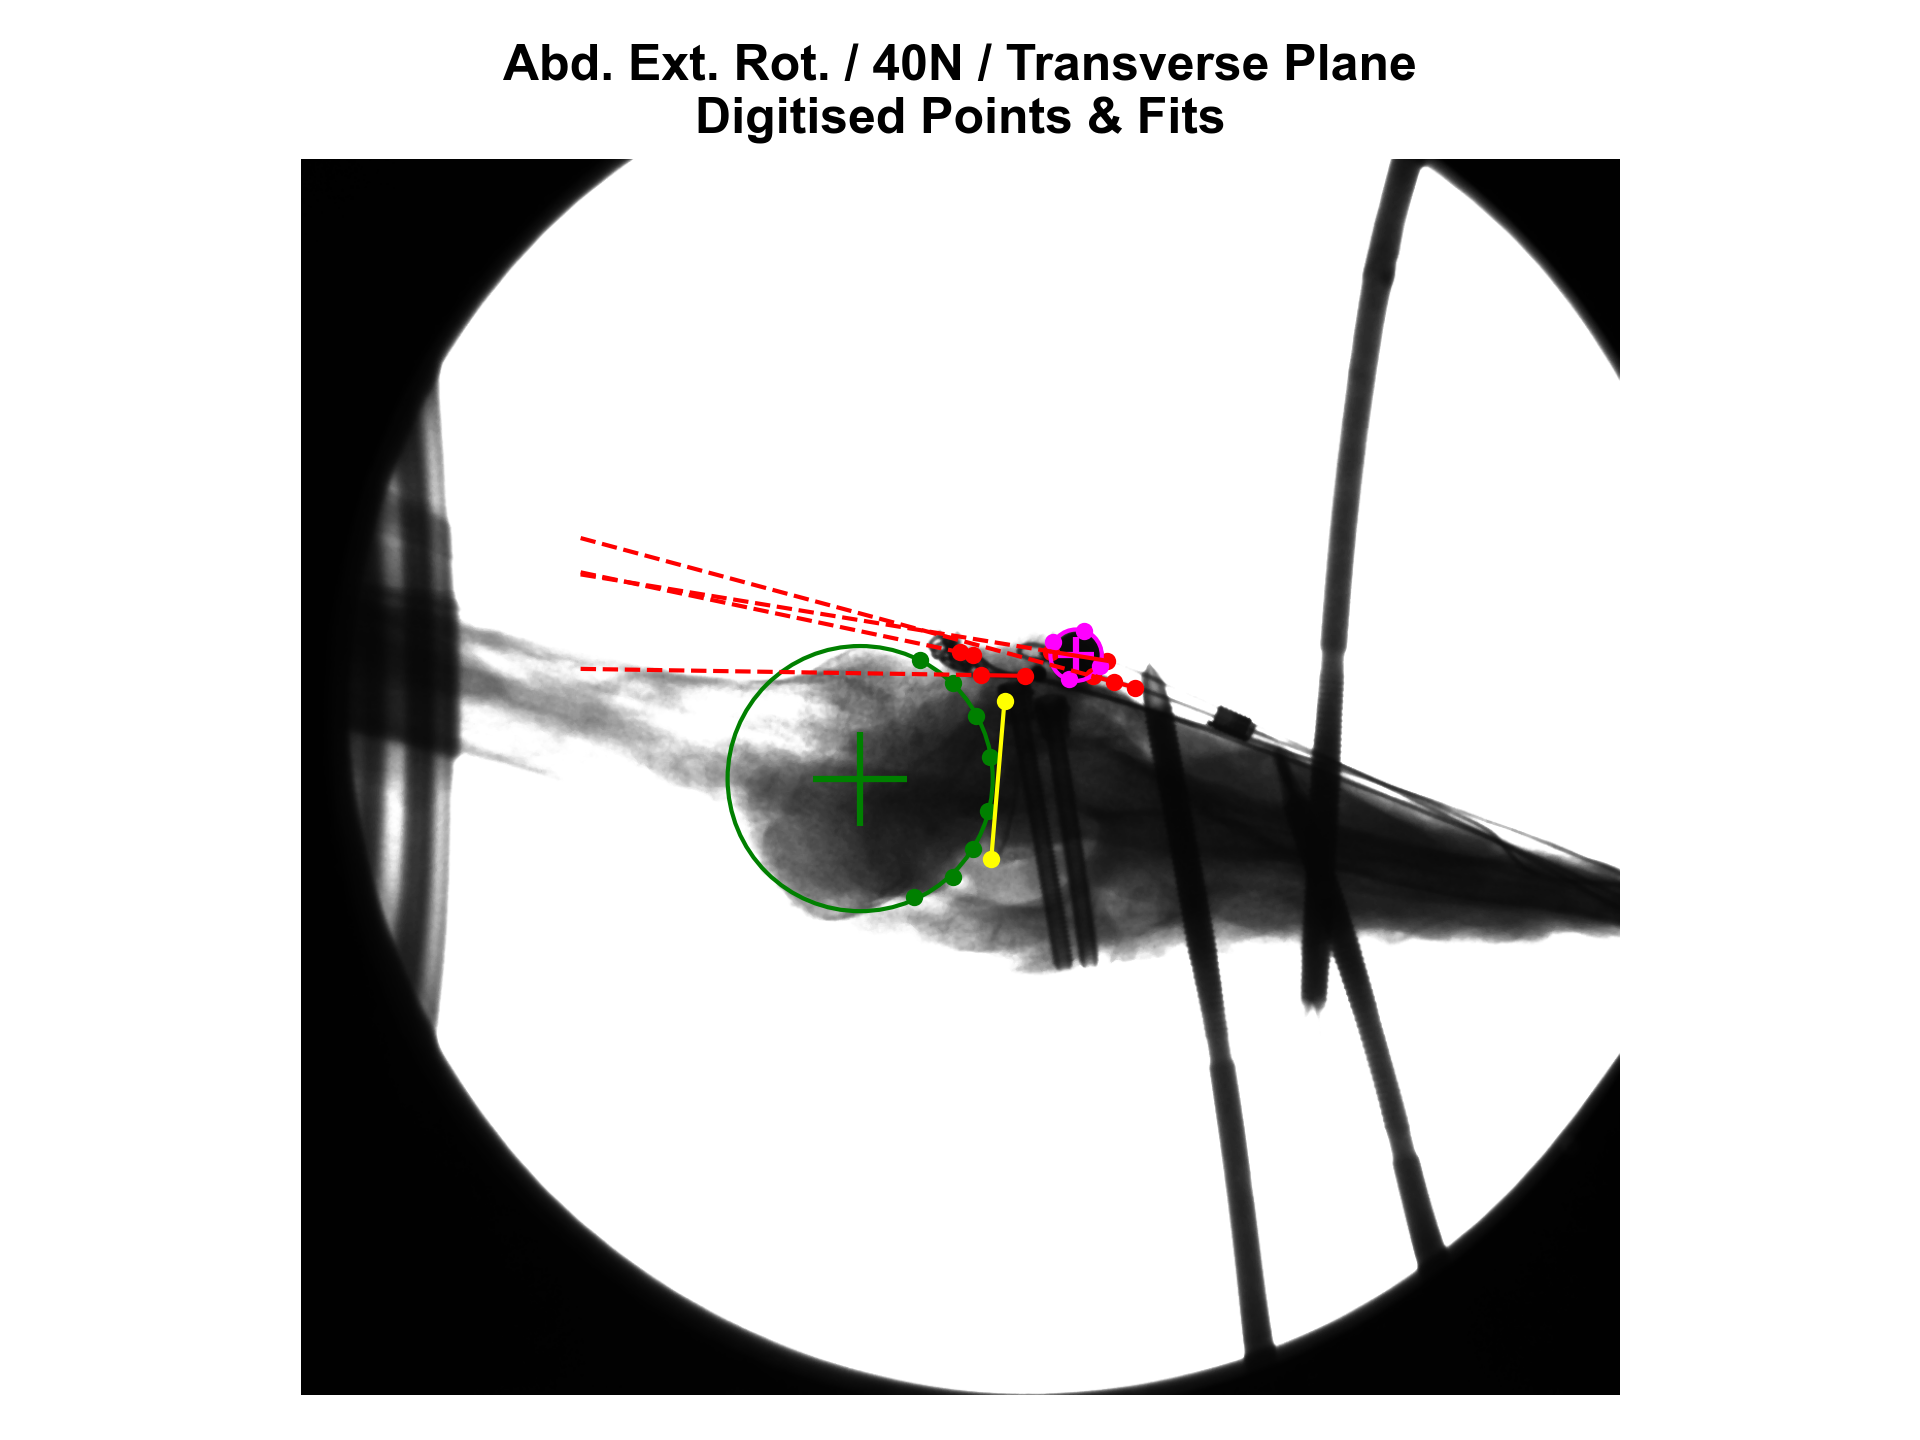 Abd. Ext. Rot. / 40N / Transverse Plane
Digitised Points & Fits